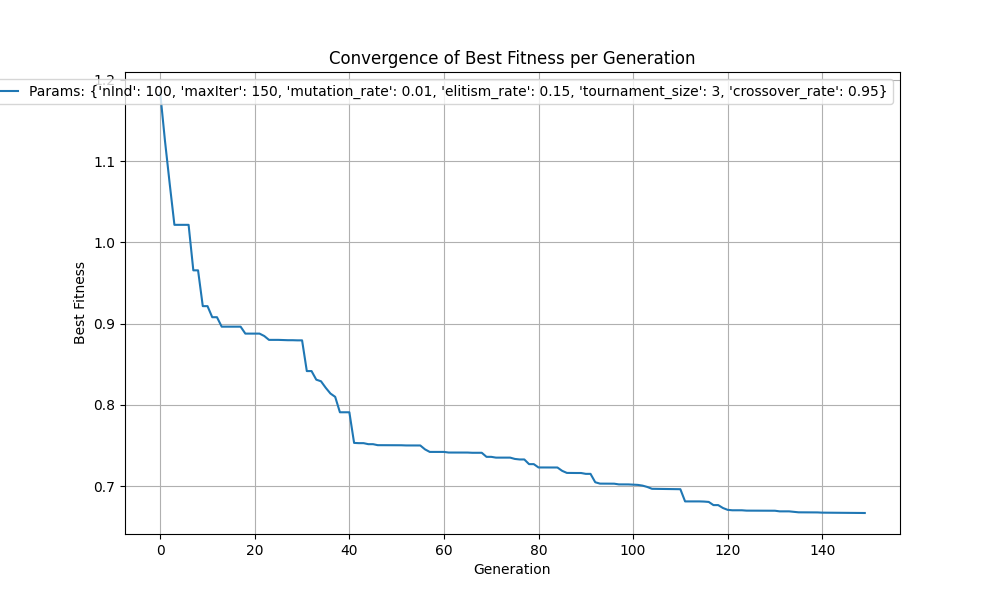 Convergence of Best Fitness per Generation
Params: {'nInd': 100, 'maxIter': 150, 'mutation_rate': 0.01, 'elitism_rate': 0.15, 'tournament_size': 3, 'crossover_rate': 0.95}
1.2
1.1
1.0
0.9
0.8
0.7
Best Fitness
0 20 40 60 80 100 120 140
Generation